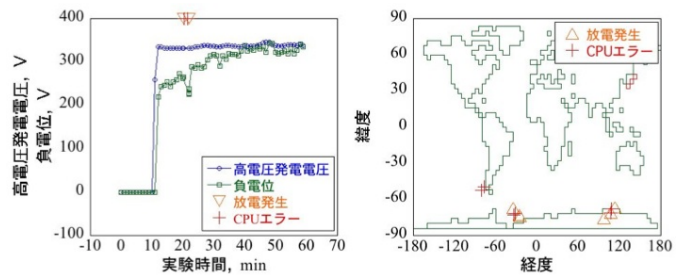 高電圧発電電圧, V
負電位, V
400
300
200
100
0
-100
-10
0
10
20
30
40
50
60
70
実験時間, min
高電圧発電電圧
負電位
放電発生
CPUエラー
緯度
90
60
30
0
-30
-60
-90
-180
-120
-60
0
60
120
180
経度
放電発生
CPUエラー